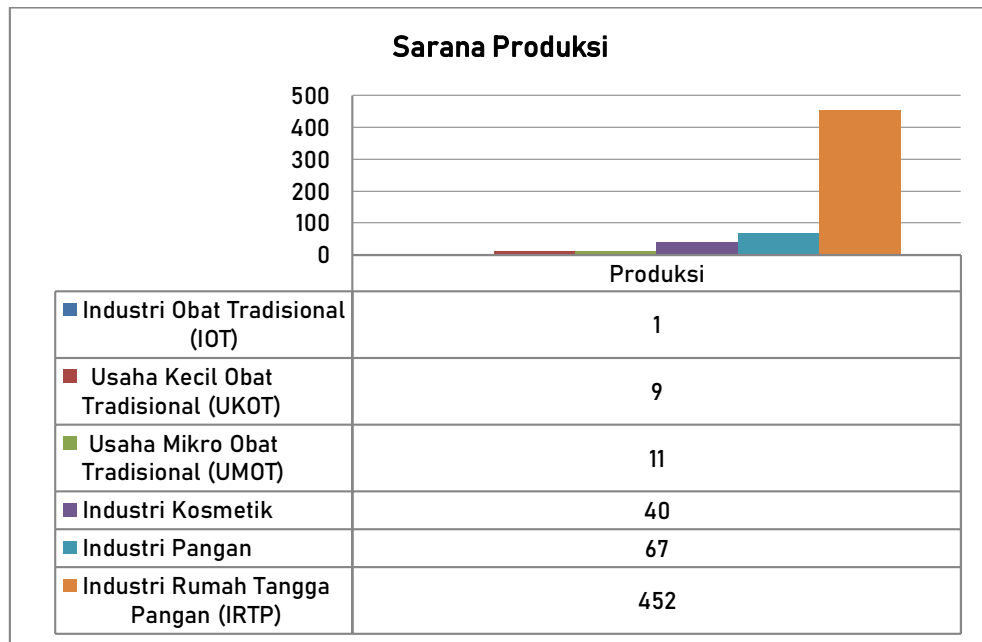 Sarana Produksi
500
400
300
200
100
0
Produksi
Industri Obat Tradisional
(IOT)
1
Usaha Kecil Obat
Tradisional (UKOT)
9
Usaha Mikro Obat
Tradisional (UMOT)
11
Industri Kosmetik
40
Industri Pangan
67
Industri Rumah Tangga
Pangan (IRTP)
452